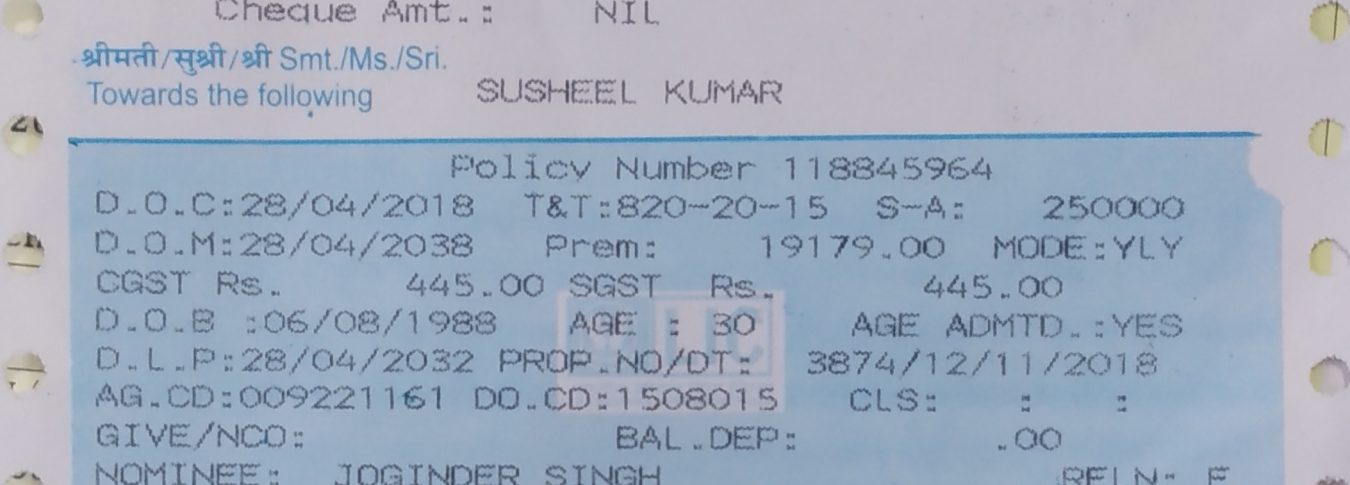 Cheque Amt.: NIL
श्रीमती/सुश्री/श्री Smt./Ms./Sri.
Towards the following SUSHEEL KUMAR
Policy Number 118845964
D.O.C:28/04/2018 T&T:820-20-15 S-A: 250000
D.O.M:28/04/2038 Prem: 19179.00 MODE:YLY
CGST Rs. 445.00 SGST Rs. 445.00
D.O.B :06/08/1988 AGE : 30 AGE ADMTD.:YES
D.L.P:28/04/2032 PROP.NO/DT: 3874/12/11/2018
AG.CD:009221161 DO.CD:1508015 CLS: : :
GIVE/NCO: BAL.DEP: .00
NOMINEE: JOGINDER SINGH RELN: F
LIC